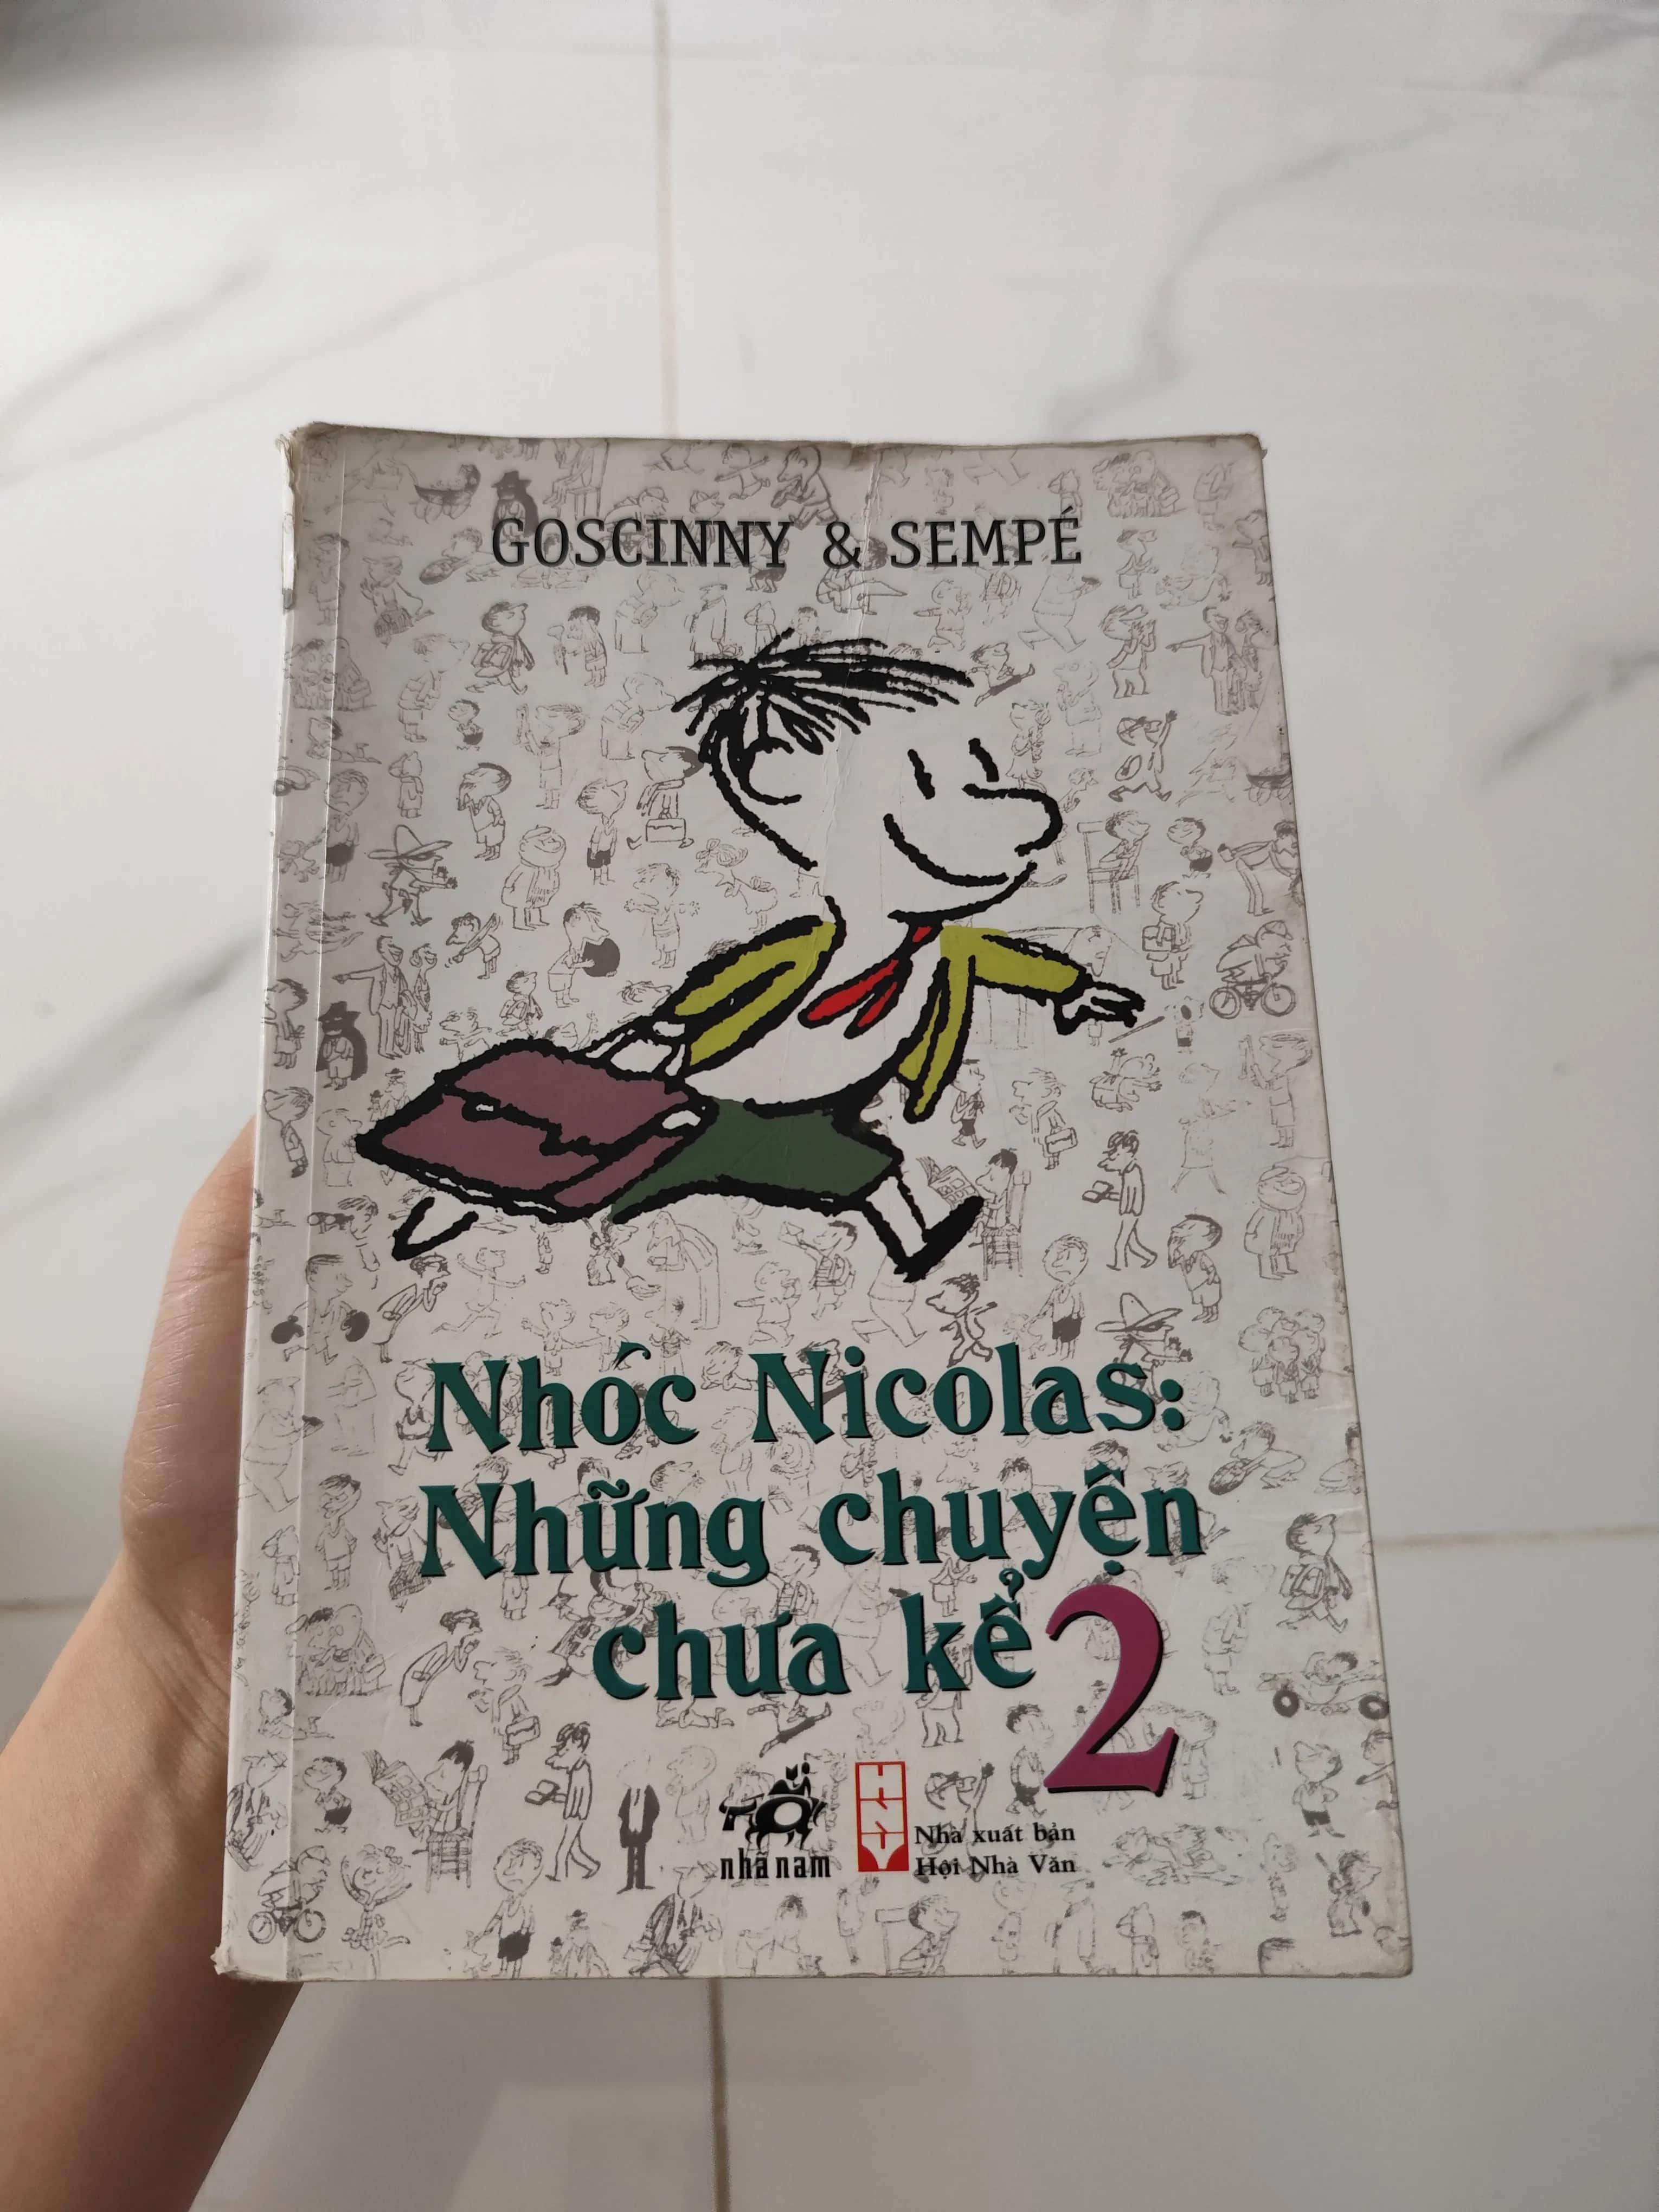 GOSCINNY & SEMPÉ
Nhóc Nicolas:
Những chuyện
chưa kể 2
nhã nam
Nhà xuất bản
Hội Nhà Văn